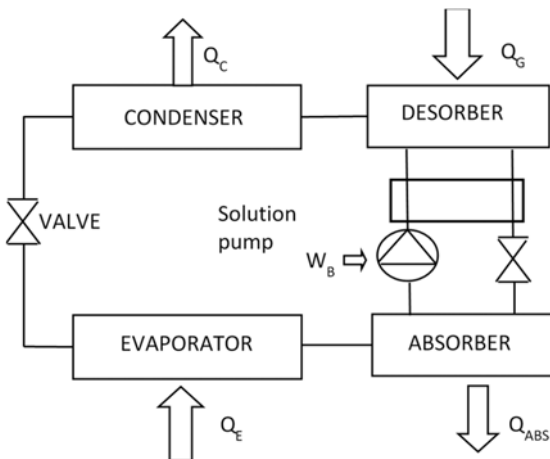 Q_C
Q_G
CONDENSER
DESORBER
VALVE
Solution
pump
W_B
EVAPORATOR
ABSORBER
Q_E
Q_ABS